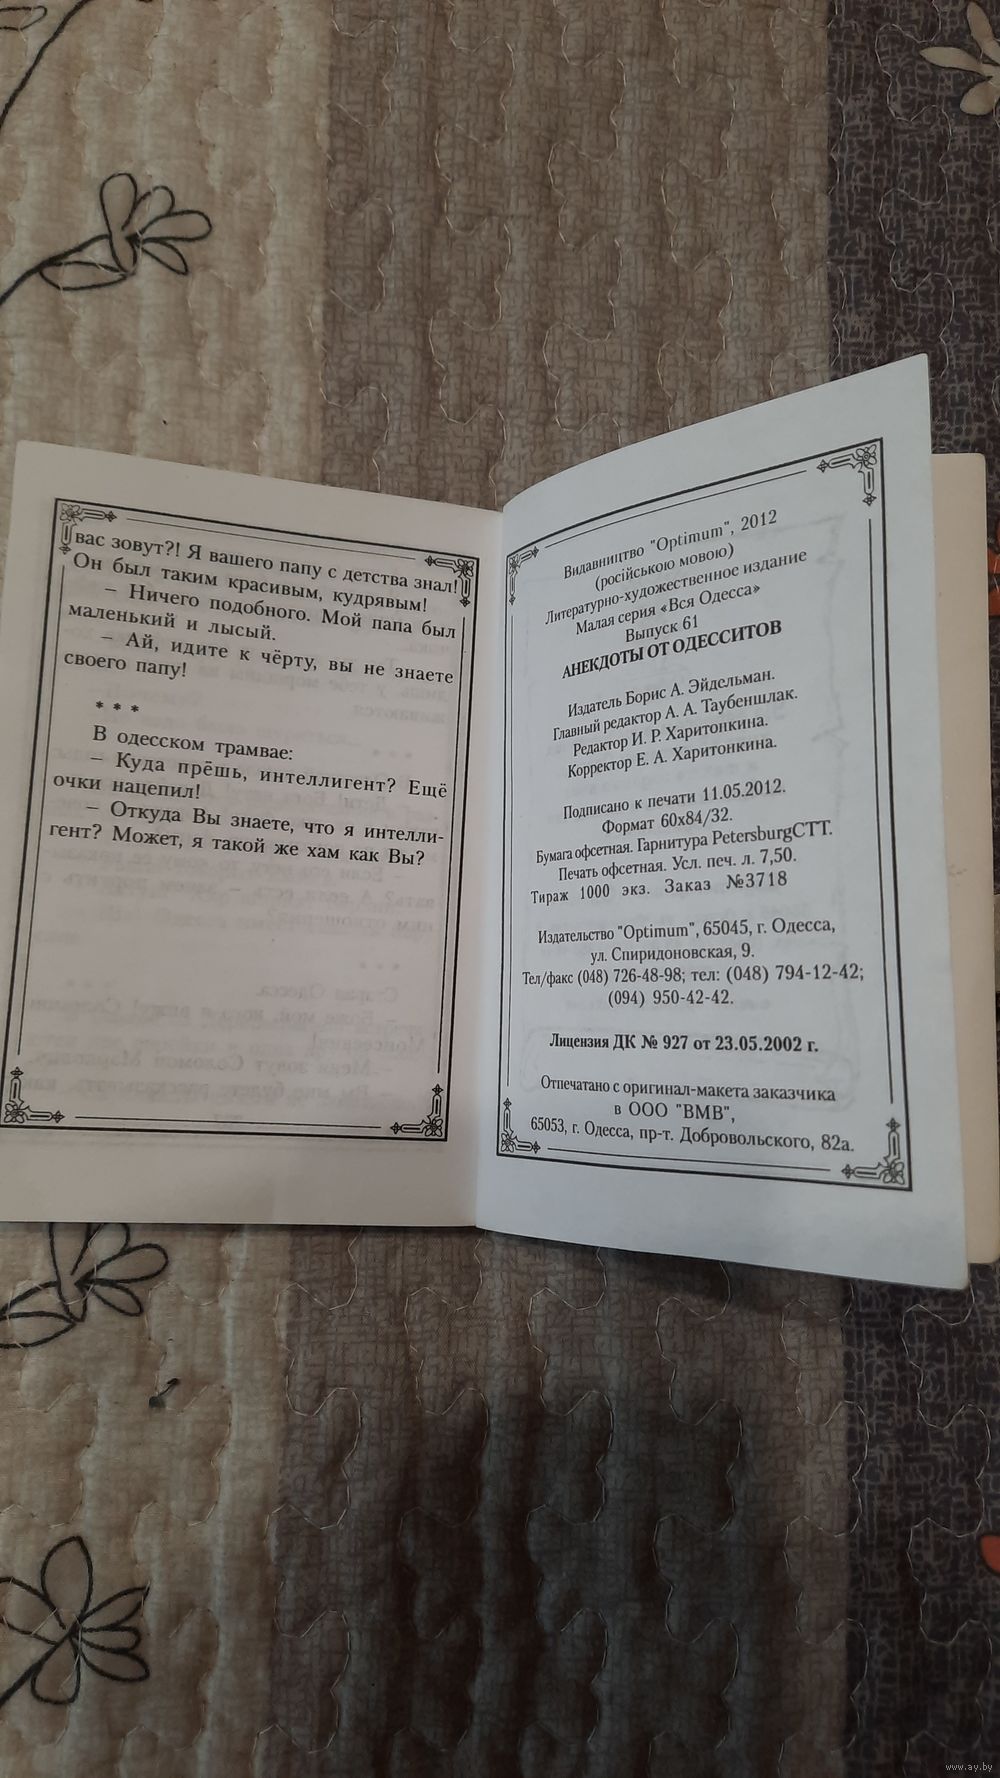 вас зовут?! Я вашего папу с детства знал!
Он был таким красивым, кудрявым!
– Ничего подобного. Мой папа был
маленький и лысый.
– Ай, идите к чёрту, вы не знаете
своего папу!
* * *
В одесском трамвае:
– Куда прёшь, интеллигент? Ещё
очки нацепил!
– Откуда Вы знаете, что я интелли-
гент? Может, я такой же хам как Вы?
Видавництво "Optimum", 2012
(російською мовою)
Литературно-художественное издание
Малая серия «Вся Одесса»
Выпуск 61
АНЕКДОТЫ ОТ ОДЕССИТОВ
Издатель Борис А. Эйдельман.
Главный редактор А. А. Таубеншлак.
Редактор И. Р. Харитонкина.
Корректор Е. А. Харитонкина.
Подписано к печати 11.05.2012.
Формат 60x84/32.
Бумага офсетная. Гарнитура PetersburgCTT.
Печать офсетная. Усл. печ. л. 7,50.
Тираж 1000 экз. Заказ №3718
Издательство "Optimum", 65045, г. Одесса,
ул. Спиридоновская, 9.
Тел/факс (048) 726-48-98; тел: (048) 794-12-42;
(094) 950-42-42.
Лицензия ДК № 927 от 23.05.2002 г.
Отпечатано с оригинал-макета заказчика
в ООО "ВМВ",
65053, г. Одесса, пр-т. Добровольского, 82а.
www.ay.by